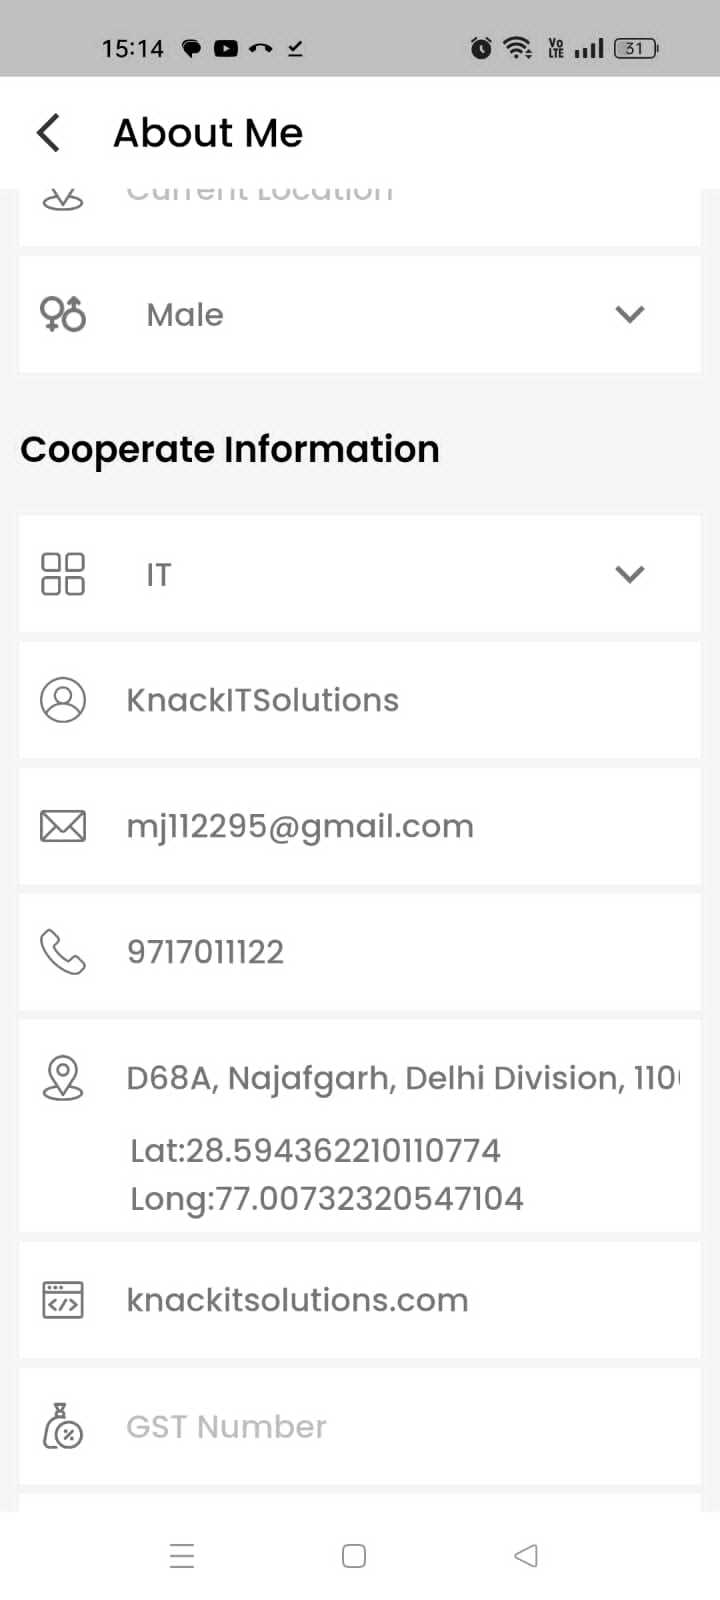 15:14
Vo LTE
31
About Me
Current Location
Male
Cooperate Information
IT
KnackITSolutions
mj112295@gmail.com
9717011122
D68A, Najafgarh, Delhi Division, 110
Lat:28.594362210110774
Long:77.00732320547104
knackitsolutions.com
GST Number